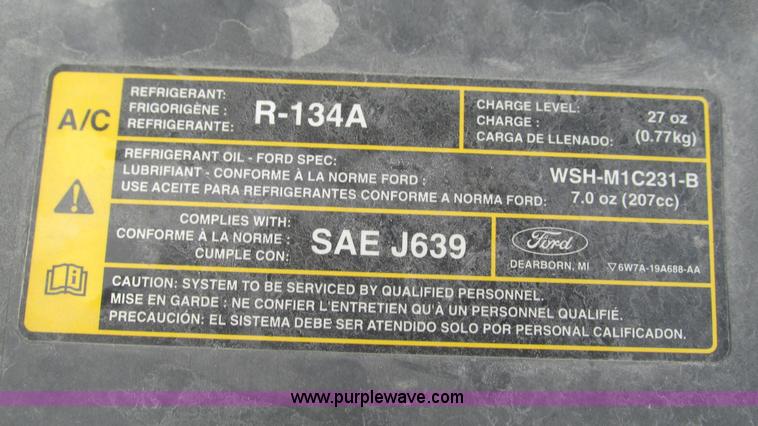 A/C
REFRIGERANT:
FRIGORIGÈNE :
REFRIGERANTE:
R-134A
CHARGE LEVEL:
CHARGE :
CARGA DE LLENADO:
27 oz
(0.77kg)
REFRIGERANT OIL - FORD SPEC:
LUBRIFIANT - CONFORME À LA NORME FORD :
USE ACEITE PARA REFRIGERANTES CONFORME A NORMA FORD:
WSH-M1C231-B
7.0 oz (207cc)
COMPLIES WITH:
CONFORME À LA NORME :
CUMPLE CON:
SAE J639
Ford
DEARBORN, MI
▽6W7A-19A688-AA
CAUTION: SYSTEM TO BE SERVICED BY QUALIFIED PERSONNEL.
MISE EN GARDE : NE CONFIER L'ENTRETIEN QU'À UN PERSONNEL QUALIFIÉ.
PRECAUCIÓN: EL SISTEMA DEBE SER ATENDIDO SOLO POR PERSONAL CALIFICADON.
www.purplewave.com